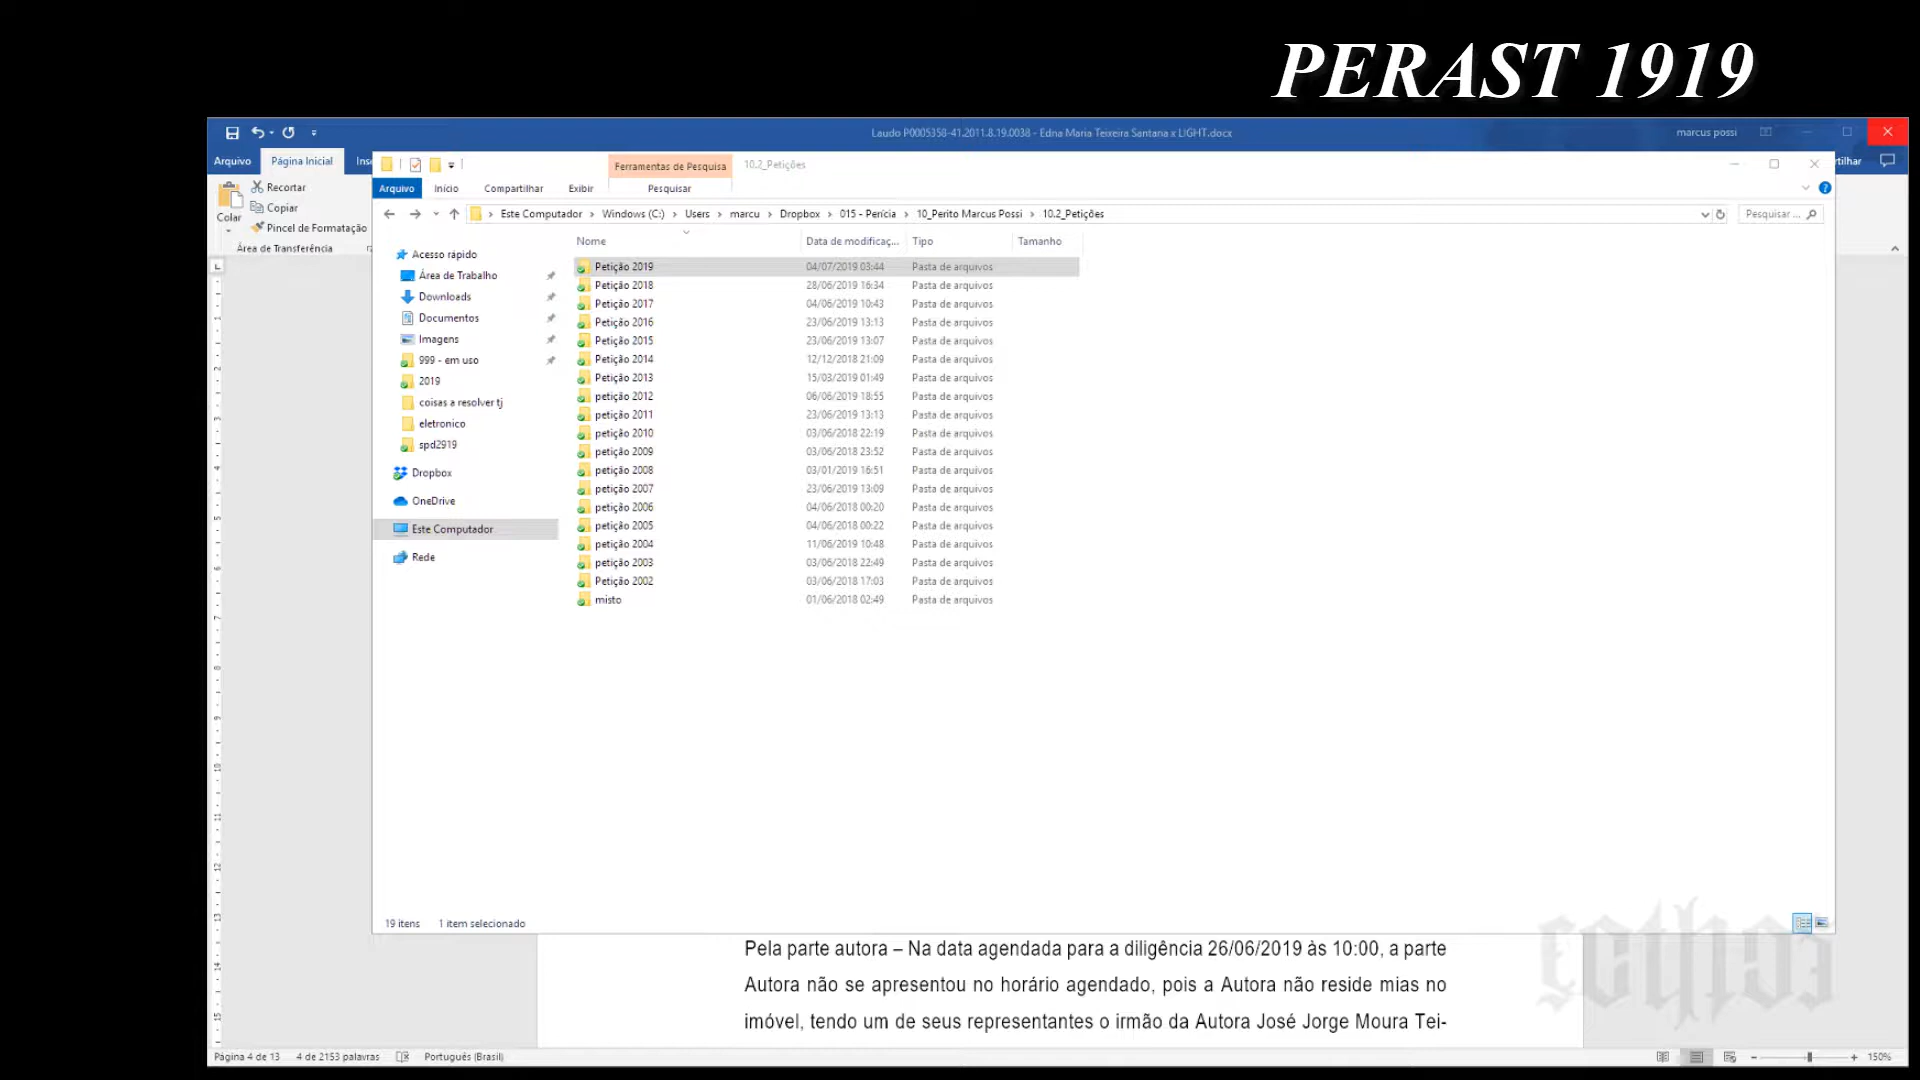 PERAST 1919
Laudo P0005358-41.2011.8.19.0038 - Edna Maria Teixeira Santana x LIGHT.docx
marcus possi
Arquivo
Página Inicial
Ins
rtilhar
Ferramentas de Pesquisa
10.2_Petições
Recortar
Arquivo
Início
Compartilhar
Exibir
Pesquisar
Copiar
Colar
Pincel de Formatação
Área de Transferência
Este Computador > Windows (C:) > Users > marcu > Dropbox > 015 - Perícia > 10_Perito Marcus Possi > 10.2_Petições
Pesquisar ...
Nome Data de modificaç... Tipo Tamanho
Acesso rápido
Área de Trabalho
Downloads
Documentos
Imagens
999 - em uso
2019
coisas a resolver tj
eletronico
spd2919
Dropbox
OneDrive
Este Computador
Rede
Petição 2019 04/07/2019 03:44 Pasta de arquivos
Petição 2018 28/06/2019 16:34 Pasta de arquivos
Petição 2017 04/06/2019 10:43 Pasta de arquivos
Petição 2016 23/06/2019 13:13 Pasta de arquivos
Petição 2015 23/06/2019 13:07 Pasta de arquivos
Petição 2014 12/12/2018 21:09 Pasta de arquivos
Petição 2013 15/03/2019 01:49 Pasta de arquivos
petição 2012 06/06/2019 18:55 Pasta de arquivos
petição 2011 23/06/2019 13:13 Pasta de arquivos
petição 2010 03/06/2018 22:19 Pasta de arquivos
petição 2009 03/06/2018 23:52 Pasta de arquivos
petição 2008 03/01/2019 16:51 Pasta de arquivos
petição 2007 23/06/2019 13:09 Pasta de arquivos
petição 2006 04/06/2018 00:20 Pasta de arquivos
petição 2005 04/06/2018 00:22 Pasta de arquivos
petição 2004 11/06/2019 10:48 Pasta de arquivos
petição 2003 03/06/2018 22:49 Pasta de arquivos
Petição 2002 03/06/2018 17:03 Pasta de arquivos
misto 01/06/2018 02:49 Pasta de arquivos
19 itens 1 item selecionado
Pela parte autora – Na data agendada para a diligência 26/06/2019 às 10:00, a parte
Autora não se apresentou no horário agendado, pois a Autora não reside mias no
imóvel, tendo um de seus representantes o irmão da Autora José Jorge Moura Tei-
Página 4 de 13 4 de 2153 palavras Português (Brasil) 150%